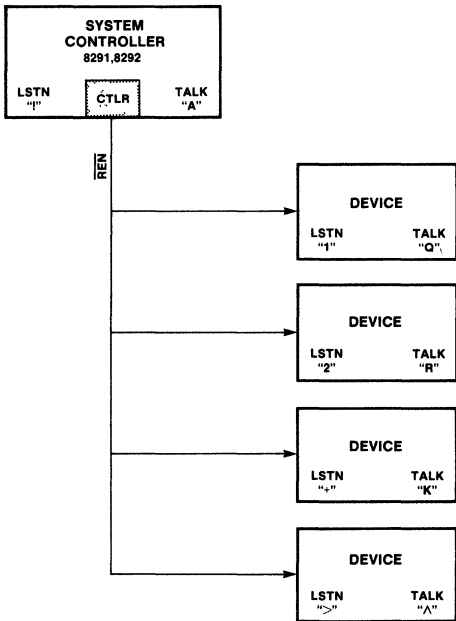 SYSTEM
CONTROLLER
8291,8292
LSTN
"!"
CTLR
TALK
"A"
REN
DEVICE
LSTN
"1"
TALK
"Q"
DEVICE
LSTN
"2"
TALK
"R"
DEVICE
LSTN
"+"
TALK
"K"
DEVICE
LSTN
">"
TALK
"^"